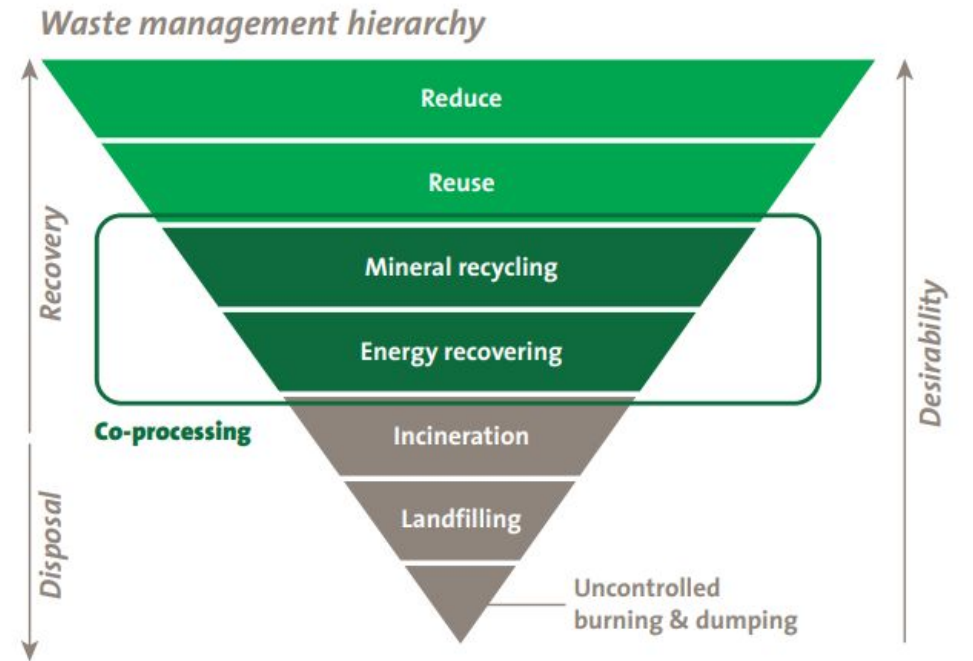 Waste management hierarchy
Reduce
Reuse
Recovery
Mineral recycling
Energy recovering
Desirability
Co-processing
Incineration
Disposal
Landfilling
Uncontrolled
burning & dumping